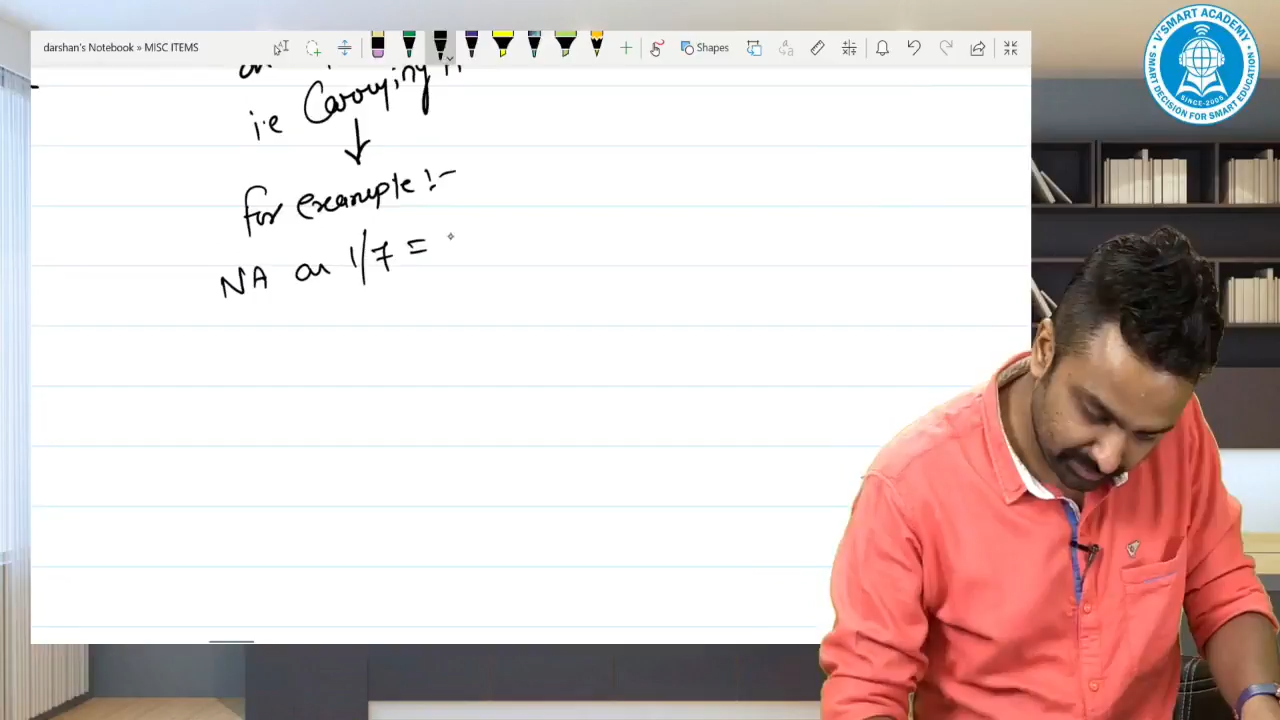 darshan's Notebook » MISC ITEMS
Shapes
i.e Carrying
for example :-
NA on 1/7 =
V'SMART ACADEMY
SMART DECISION FOR SMART EDUCATION
SINCE-2005